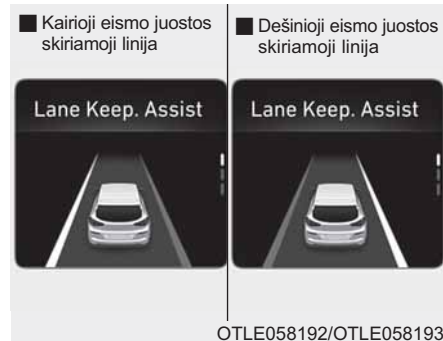 Kairioji eismo juostos
skiriamoji linija
Dešinioji eismo juostos
skiriamoji linija
Lane Keep. Assist
Lane Keep. Assist
OTLE058192/OTLE058193